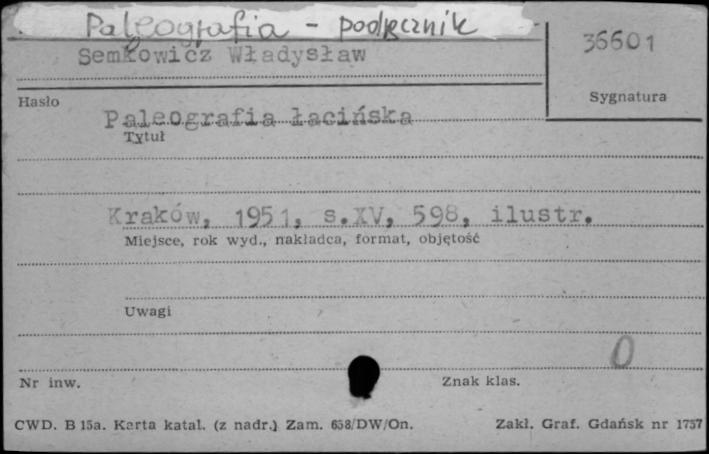 Paleografia - podręcznik
36601
Semkowicz Władysław
Hasło
Sygnatura
Paleografia łacińska
Tytuł
Kraków, 1951, s.XV, 598, ilustr.
Miejsce, rok wyd., nakładca, format, objętość
Uwagi
0
Nr inw.
Znak klas.
CWD. B 15a. Karta katal. (z nadr.) Zam. 658/DW/On.
Zakł. Graf. Gdańsk nr 1757